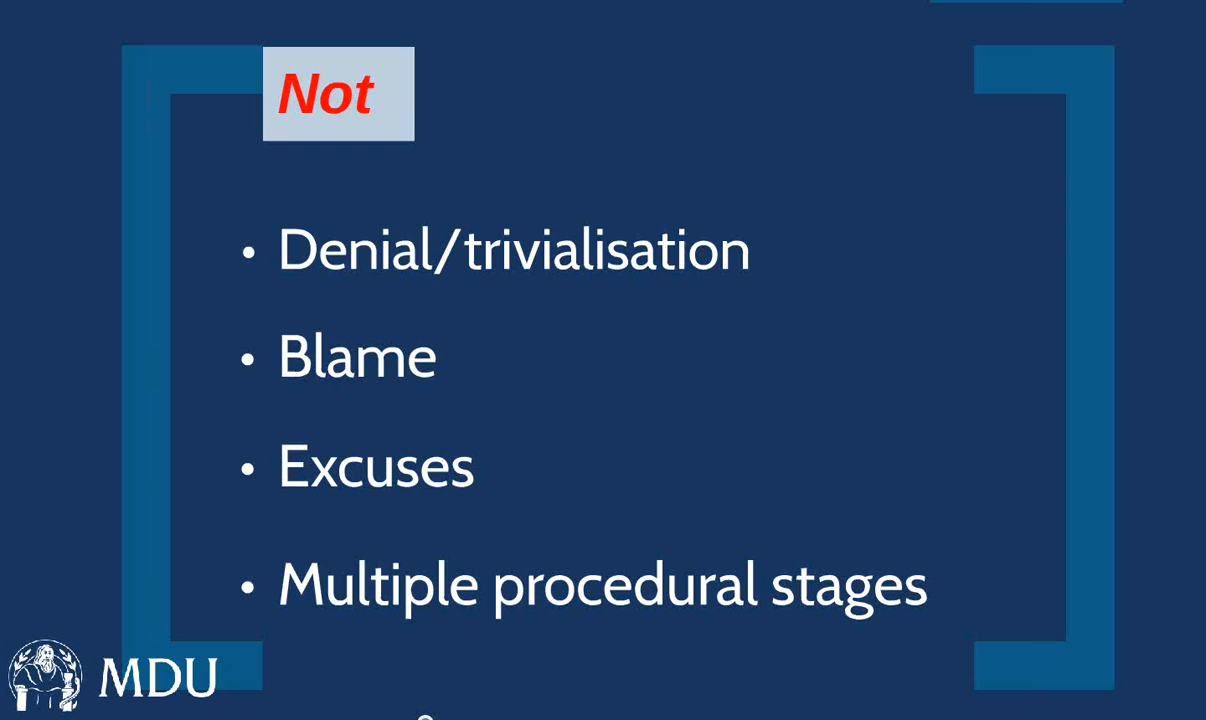 Not
• Denial/trivialisation
• Blame
• Excuses
• Multiple procedural stages
MDU